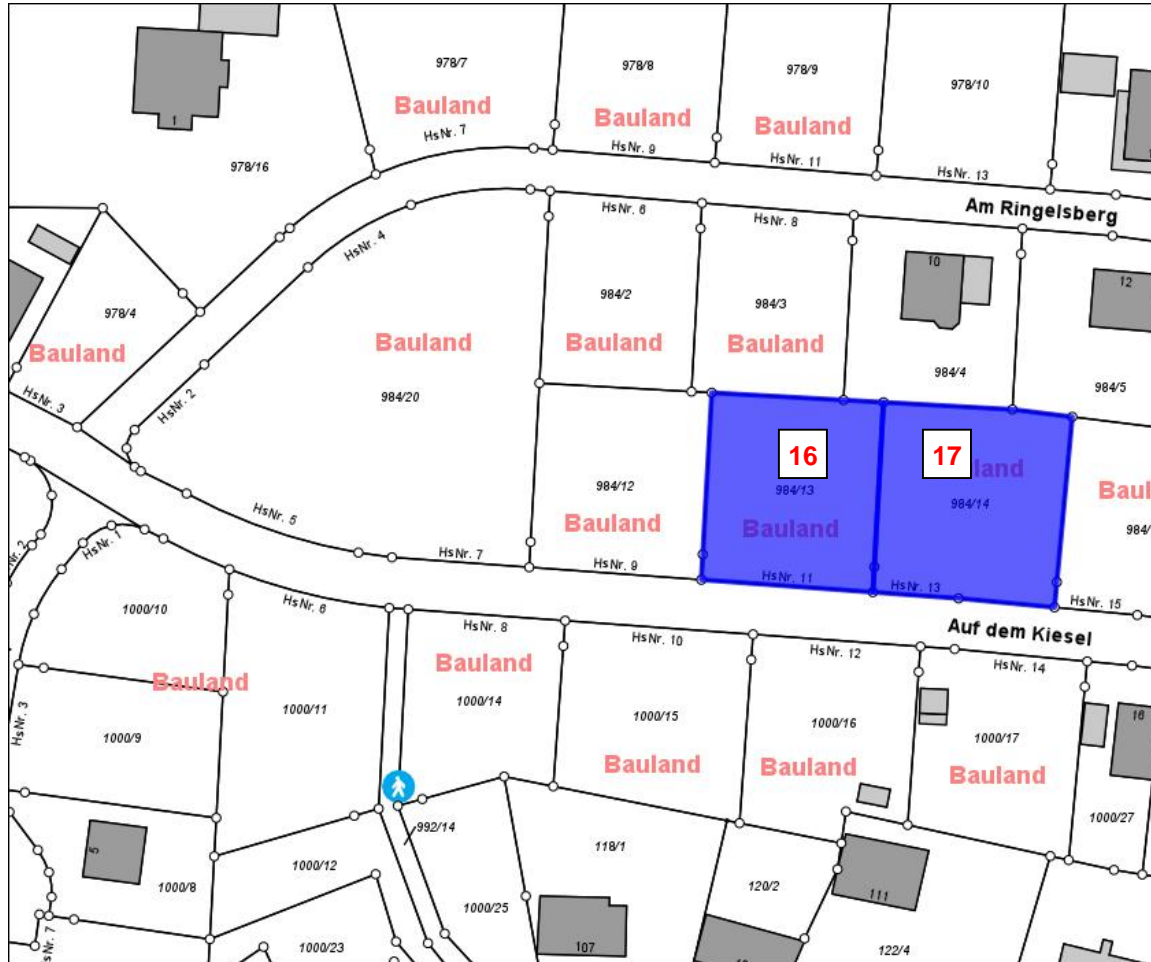 978/7
978/8
978/9
978/10
Bauland
Bauland
Bauland
1
978/16
HsNr. 7
HsNr. 9
HsNr. 11
HsNr. 13
Am Ringelsberg
HsNr. 4
HsNr. 6
HsNr. 8
10
12
978/4
984/2
984/3
Bauland
Bauland
Bauland
Bauland
984/4
984/5
HsNr. 3
HsNr. 2
984/20
16
17
984/12
984/13
984/14
Bauland
Bauland
984/
HsNr. 5
HsNr. 7
HsNr. 9
HsNr. 11
HsNr. 13
HsNr. 15
HsNr. 1
1000/10
HsNr. 6
HsNr. 8
HsNr. 10
HsNr. 12
HsNr. 14
Auf dem Kiesel
Bauland
Bauland
1000/14
1000/11
1000/15
1000/16
1000/17
16
HsNr. 3
1000/9
Bauland
Bauland
Bauland
992/14
1000/27
5
1000/8
1000/12
118/1
120/2
111
1000/25
HsNr. 7
1000/23
107
122/4